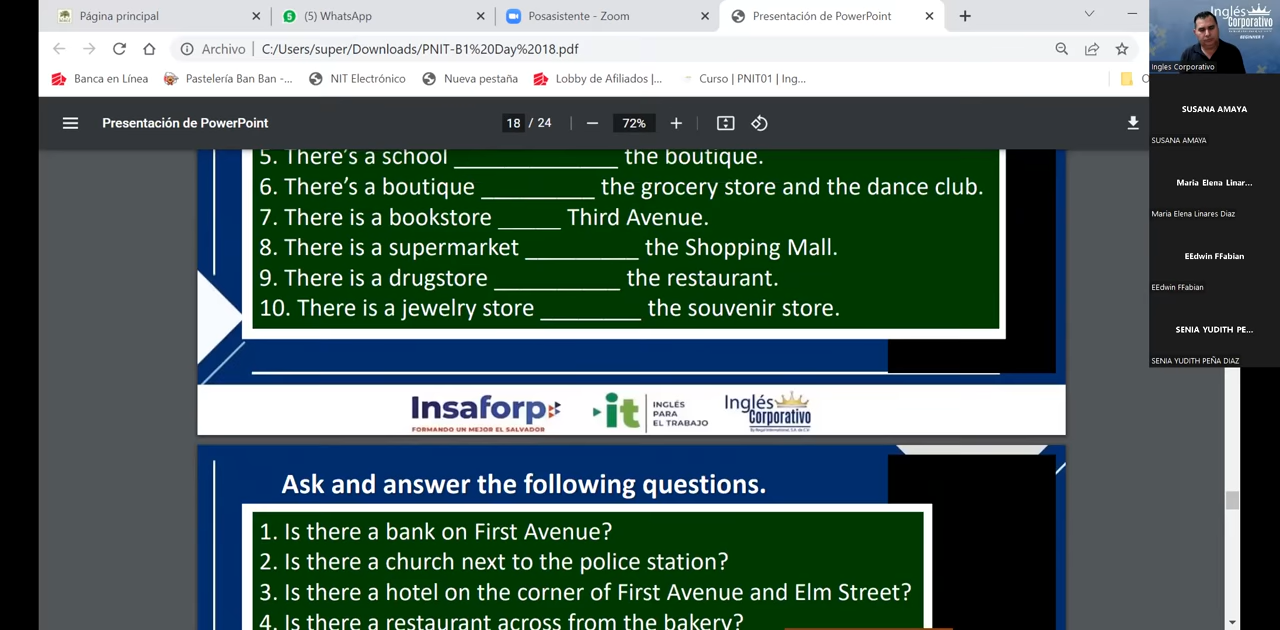 Página principal
(5) WhatsApp
Posasistente - Zoom
Presentación de PowerPoint
Archivo
C:/Users/super/Downloads/PNIT-B1%20Day%2018.pdf
Banca en Línea
Pastelería Ban Ban -...
NIT Electrónico
Nueva pestaña
Lobby de Afiliados |...
Curso | PNIT01 | Ing...
O
Presentación de PowerPoint
18 / 24
72%
5. There's a school ______________ the boutique.
6. There's a boutique __________ the grocery store and the dance club.
7. There is a bookstore _____ Third Avenue.
8. There is a supermarket _________ the Shopping Mall.
9. There is a drugstore __________ the restaurant.
10. There is a jewelry store ________ the souvenir store.
Insaforp
FORMANDO UN MEJOR EL SALVADOR
it
INGLÉS
PARA
EL TRABAJO
Inglés
Corporativo
Ask and answer the following questions.
1. Is there a bank on First Avenue?
2. Is there a church next to the police station?
3. Is there a hotel on the corner of First Avenue and Elm Street?
4. Is there a restaurant across from the bakery?
Inglés
Corporativo
BEGINNER 1
Ingles Corporativo
SUSANA AMAYA
SUSANA AMAYA
Maria Elena Linar...
Maria Elena Linares Diaz
EEdwin FFabian
EEdwin FFabian
SENIA YUDITH PE...
SENIA YUDITH PEÑA DIAZ